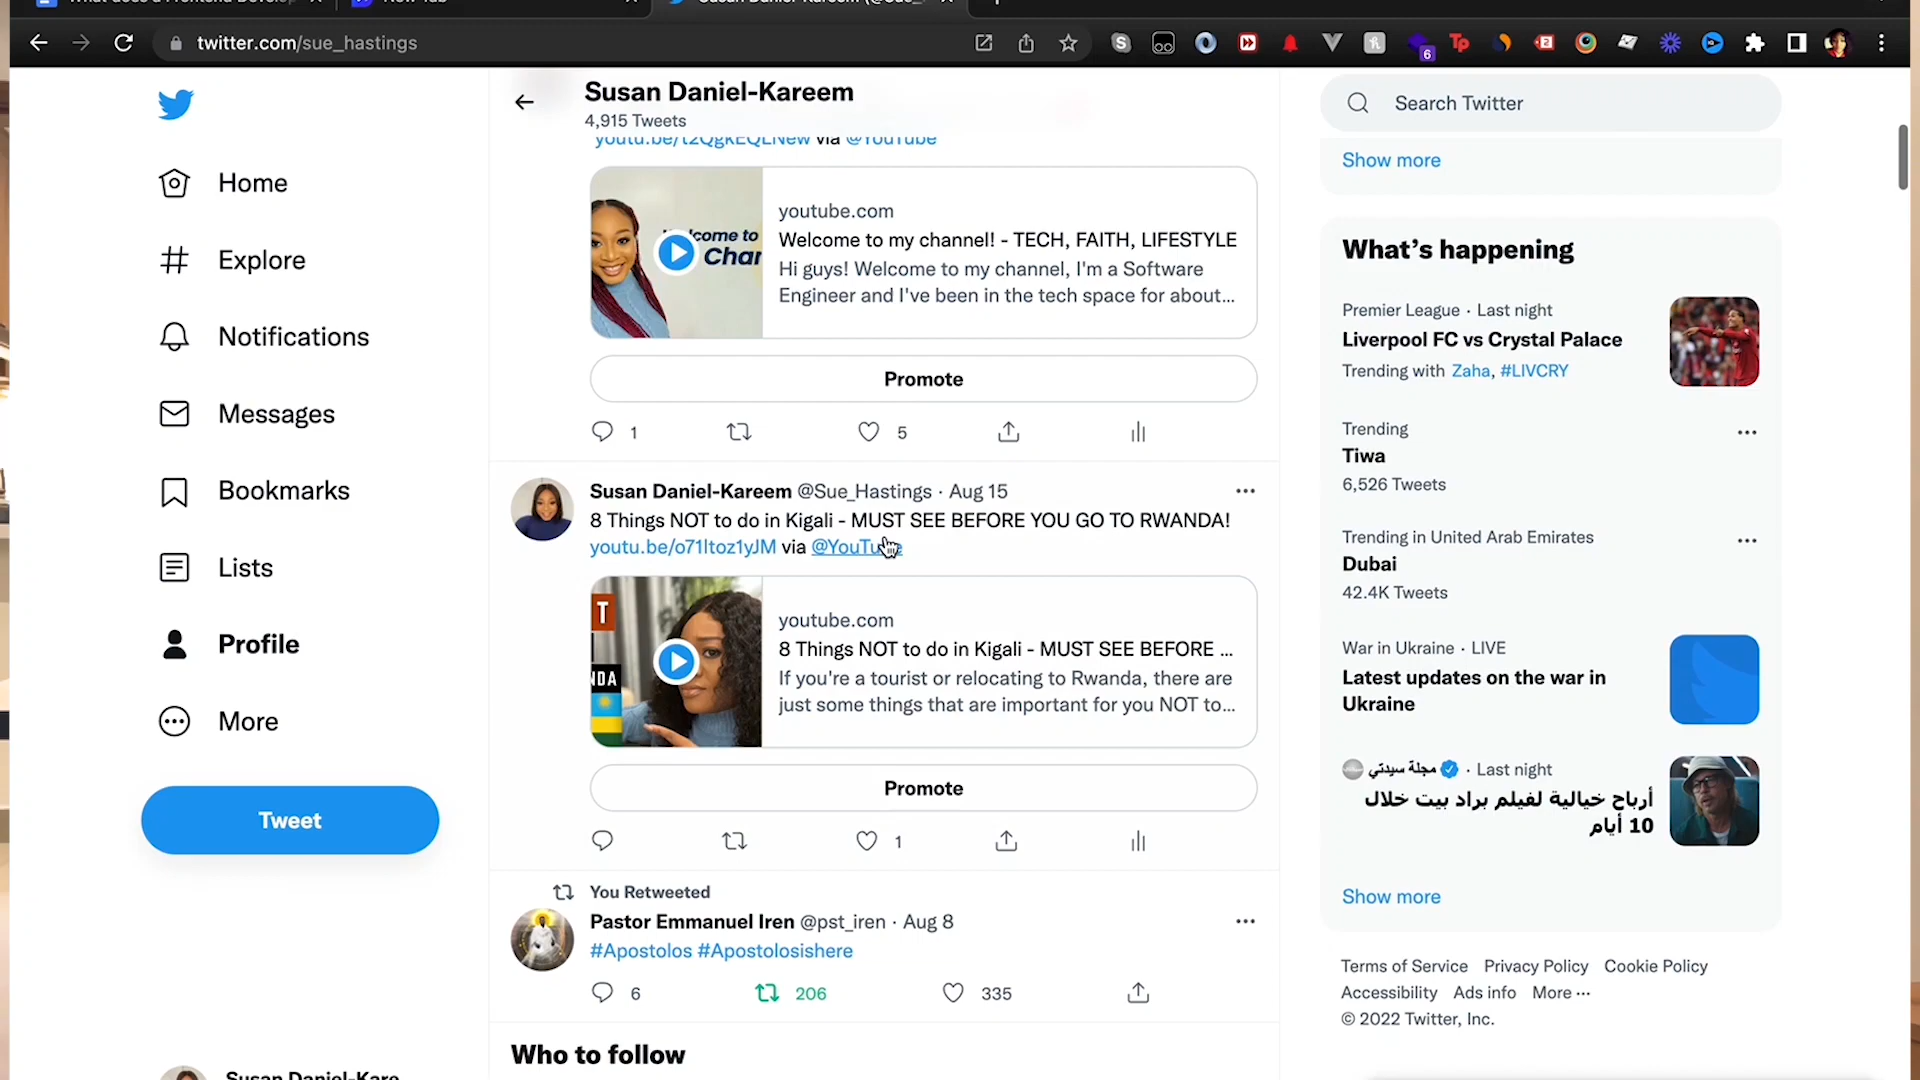 twitter.com/sue_hastings
6
Susan Daniel-Kareem
4,915 Tweets
Search Twitter
via @YouTube
Show more
Home
Explore
Notifications
Messages
Bookmarks
Lists
Profile
More
Tweet
youtube.com
Welcome to my channel! - TECH, FAITH, LIFESTYLE
Hi guys! Welcome to my channel, I'm a Software
Engineer and I've been in the tech space for about...
Promote
1
5
Susan Daniel-Kareem @Sue_Hastings · Aug 15
8 Things NOT to do in Kigali - MUST SEE BEFORE YOU GO TO RWANDA!
youtu.be/o71ltoz1yJM via @YouTube
youtube.com
8 Things NOT to do in Kigali - MUST SEE BEFORE ...
If you're a tourist or relocating to Rwanda, there are
just some things that are important for you NOT to...
Promote
1
You Retweeted
Pastor Emmanuel Iren @pst_iren · Aug 8
#Apostolos #Apostolosishere
6
206
335
Who to follow
What's happening
Premier League · Last night
Liverpool FC vs Crystal Palace
Trending with Zaha, #LIVCRY
Trending
Tiwa
6,526 Tweets
Trending in United Arab Emirates
Dubai
42.4K Tweets
War in Ukraine · LIVE
Latest updates on the war in
Ukraine
مجلة سيدتي · Last night
أرباح خيالية لفيلم براد بيت خلال
10 أيام
Show more
Terms of Service Privacy Policy Cookie Policy
Accessibility Ads info More ···
© 2022 Twitter, Inc.